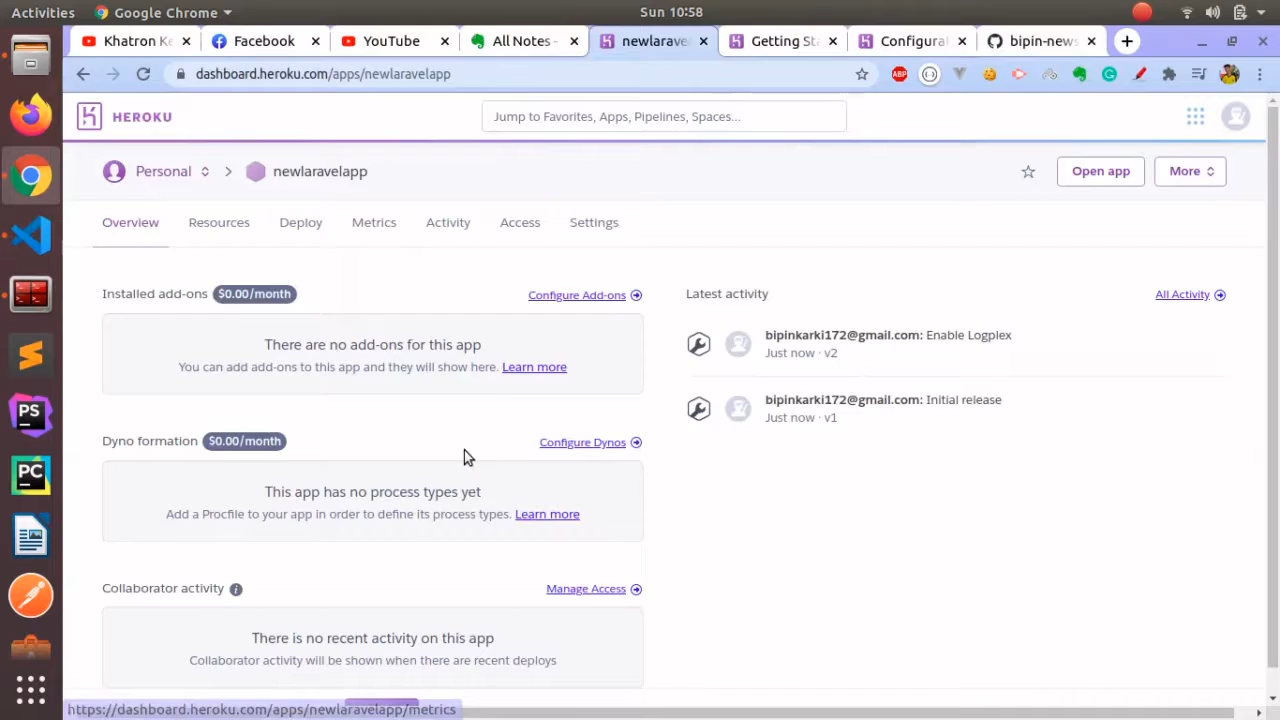 Activities Google Chrome Sun 10:58
Khatron Ke Facebook YouTube All Notes - newlarave Getting Sta Configura bipin-news
dashboard.heroku.com/apps/newlaravelapp
ABP
HEROKU Jump to Favorites, Apps, Pipelines, Spaces...
Personal newlaravelapp Open app More
Overview Resources Deploy Metrics Activity Access Settings
Installed add-ons $0.00/month Configure Add-ons
There are no add-ons for this app
You can add add-ons to this app and they will show here. Learn more
Dyno formation $0.00/month Configure Dynos
This app has no process types yet
Add a Procfile to your app in order to define its process types. Learn more
Collaborator activity Manage Access
There is no recent activity on this app
Collaborator activity will be shown when there are recent deploys
Latest activity All Activity
bipinkarki172@gmail.com: Enable Logplex
Just now · v2
bipinkarki172@gmail.com: Initial release
Just now · v1
PS
PC
https://dashboard.heroku.com/apps/newlaravelapp/metrics